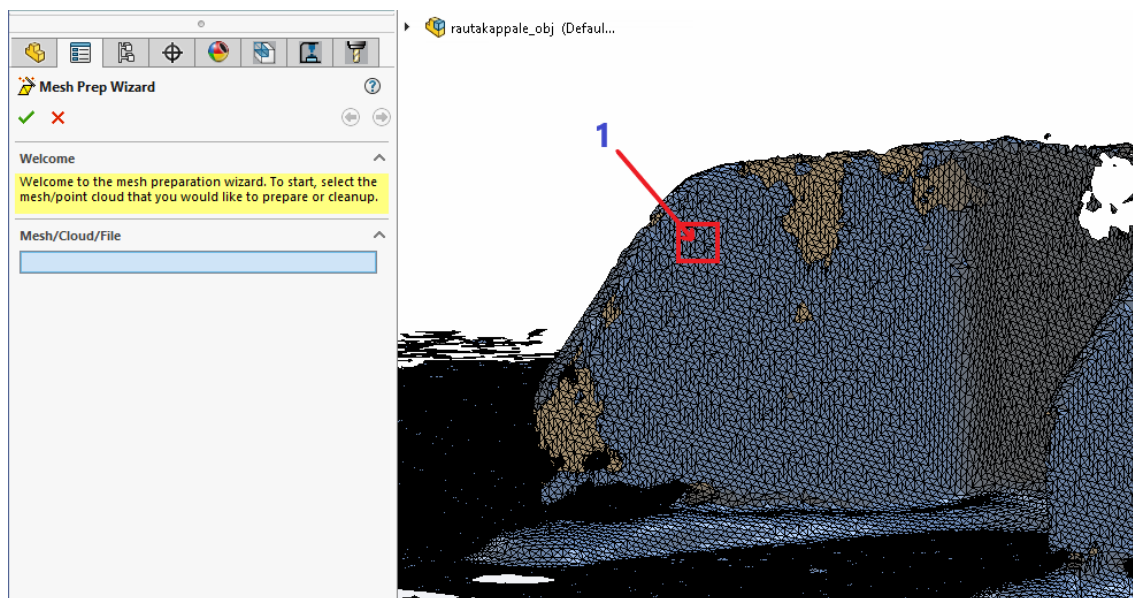 rautakappale_obj (Defaul...
Mesh Prep Wizard
Welcome
Welcome to the mesh preparation wizard. To start, select the
mesh/point cloud that you would like to prepare or cleanup.
Mesh/Cloud/File
1